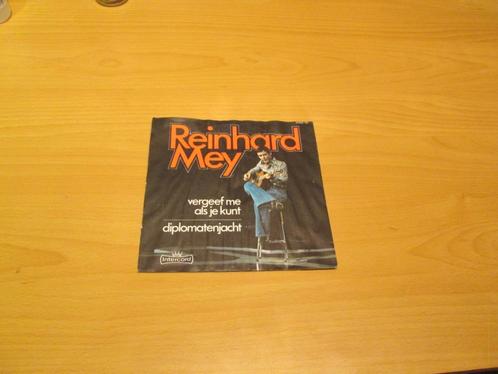 Reinhard
Mey
vergeef me
als je kunt
diplomatenjacht
Intercord